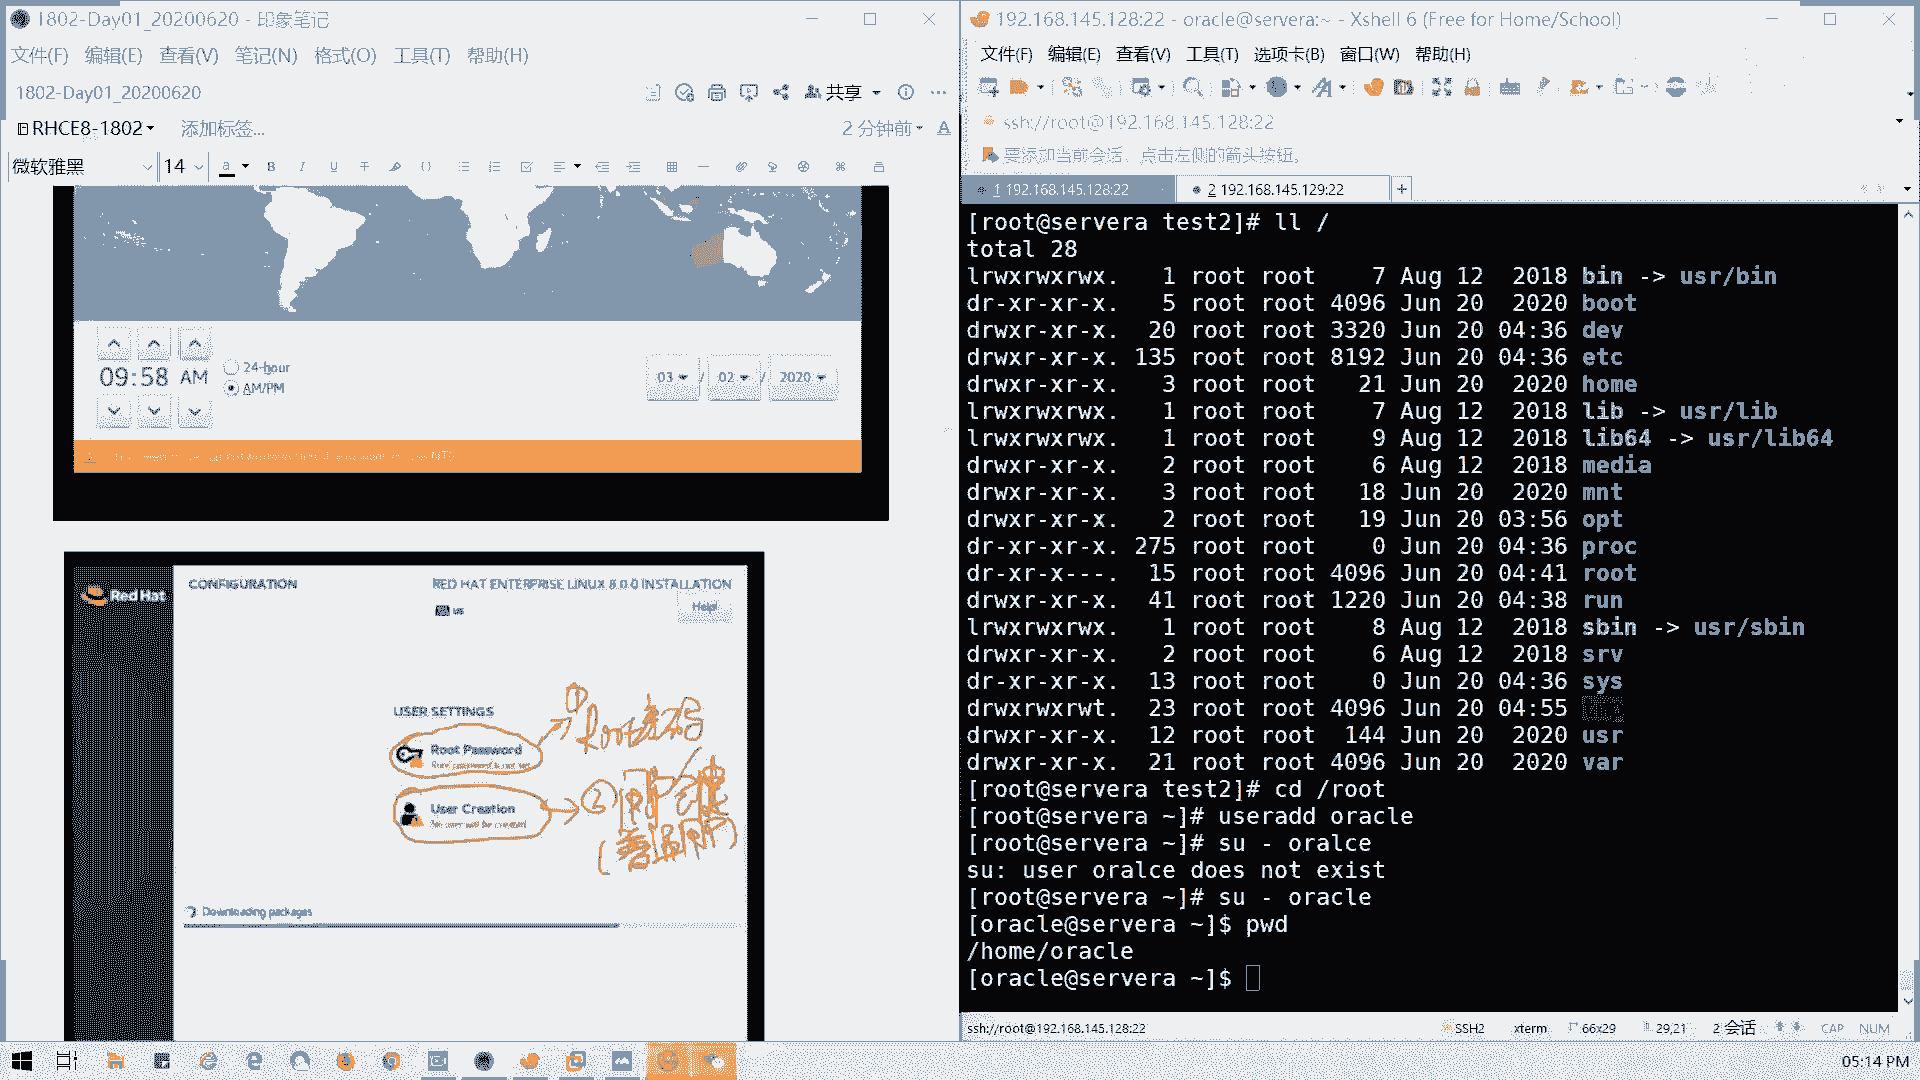 1802-Day01_20200620 - 印象笔记
文件(F) 编辑(E) 查看(V) 笔记(N) 格式(O) 工具(T) 帮助(H)
1802-Day01_20200620
共享
RHCE8-1802 添加标签...
2 分钟前
微软雅黑 14
09:58 AM
24-hour
AM/PM
03 / 02 / 2020
Red Hat
CONFIGURATION
RED HAT ENTERPRISE LINUX 8.0.0 INSTALLATION
us
Help!
USER SETTINGS
Root Password
User Creation
No user will be created
① Root密码
②
Downloading packages
192.168.145.128:22 - oracle@servera:~ - Xshell 6 (Free for Home/School)
文件(F) 编辑(E) 查看(V) 工具(T) 选项卡(B) 窗口(W) 帮助(H)
ssh://root@192.168.145.128:22
要添加当前会话，点击左侧的箭头按钮。
1 192.168.145.128:22
2 192.168.145.129:22
[root@servera test2]# ll /
total 28
lrwxrwxrwx.   1 root root    7 Aug 12  2018 bin -> usr/bin
dr-xr-xr-x.   5 root root 4096 Jun 20  2020 boot
drwxr-xr-x.  20 root root 3320 Jun 20 04:36 dev
drwxr-xr-x. 135 root root 8192 Jun 20 04:36 etc
drwxr-xr-x.   3 root root   21 Jun 20  2020 home
lrwxrwxrwx.   1 root root    7 Aug 12  2018 lib -> usr/lib
lrwxrwxrwx.   1 root root    9 Aug 12  2018 lib64 -> usr/lib64
drwxr-xr-x.   2 root root    6 Aug 12  2018 media
drwxr-xr-x.   3 root root   18 Jun 20  2020 mnt
drwxr-xr-x.   2 root root   19 Jun 20 03:56 opt
dr-xr-xr-x. 275 root root    0 Jun 20 04:36 proc
dr-xr-x---.  15 root root 4096 Jun 20 04:41 root
drwxr-xr-x.  41 root root 1220 Jun 20 04:38 run
lrwxrwxrwx.   1 root root    8 Aug 12  2018 sbin -> usr/sbin
drwxr-xr-x.   2 root root    6 Aug 12  2018 srv
dr-xr-xr-x.  13 root root    0 Jun 20 04:36 sys
drwxrwxrwt.  23 root root 4096 Jun 20 04:55
drwxr-xr-x.  12 root root  144 Jun 20  2020 usr
drwxr-xr-x.  21 root root 4096 Jun 20  2020 var
[root@servera test2]# cd /root
[root@servera ~]# useradd oracle
[root@servera ~]# su - oralce
su: user oralce does not exist
[root@servera ~]# su - oracle
[oracle@servera ~]$ pwd
/home/oracle
[oracle@servera ~]$
ssh://root@192.168.145.128:22
SSH2 xterm 66x29 29,21 2 会话 CAP NUM
05:14 PM